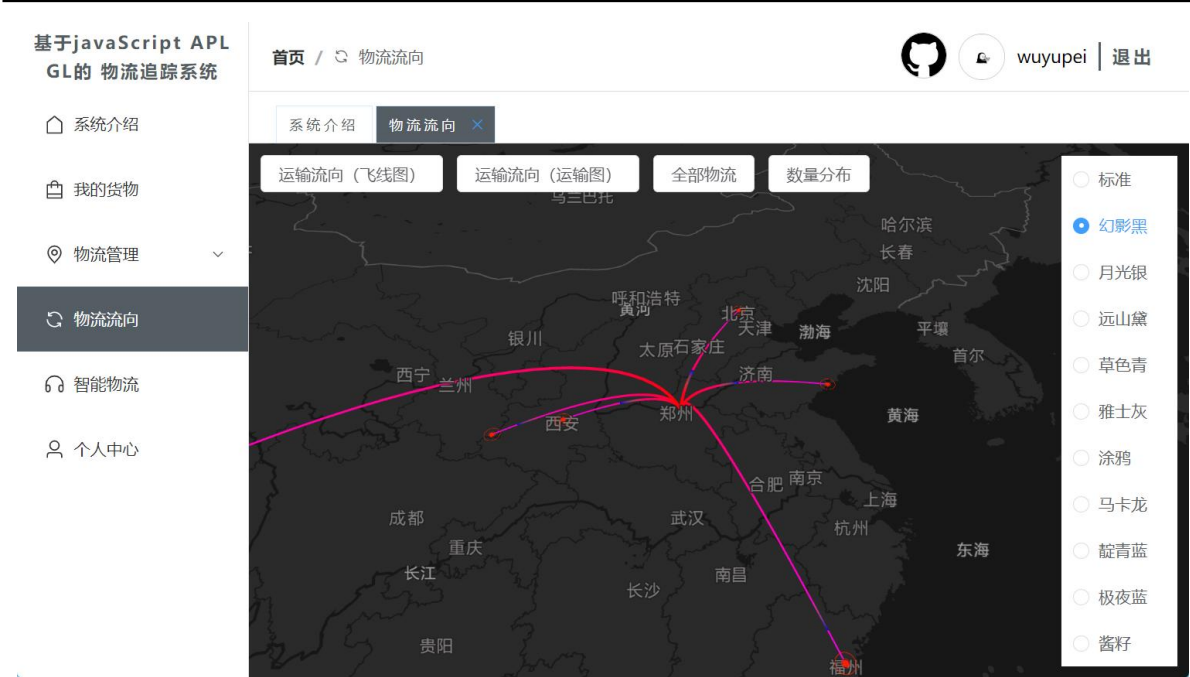 基于javaScript APL
GL的 物流追踪系统
首页 / 物流流向
wuyupei 退出
系统介绍
我的货物
物流管理
物流流向
智能物流
个人中心
系统介绍 物流流向
运输流向（飞线图） 运输流向（运输图） 全部物流 数量分布
乌兰巴托
哈尔滨
长春
沈阳
呼和浩特
黄河
北京
天津
渤海
平壤
银川
太原
石家庄
首尔
西宁
兰州
济南
西安
郑州
黄海
合肥
南京
上海
成都
武汉
杭州
重庆
东海
长江
南昌
长沙
贵阳
福州
标准
幻影黑
月光银
远山黛
草色青
雅士灰
涂鸦
马卡龙
靛青蓝
极夜蓝
酱籽